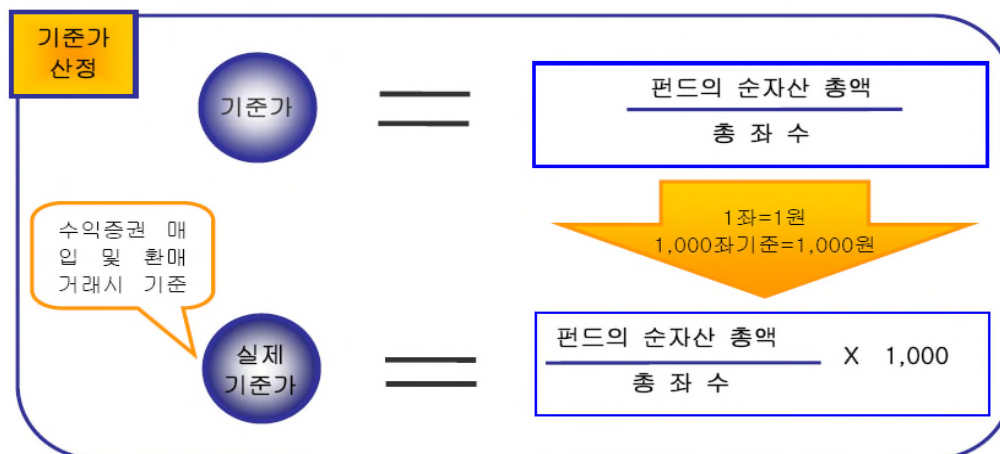 기준가
산정
기준가
펀드의 순자산 총액
총 좌 수
1좌=1원
1,000좌기준=1,000원
수익증권 매
입 및 환매
거래시 기준
실제
기준가
펀드의 순자산 총액
총 좌 수
X 1,000